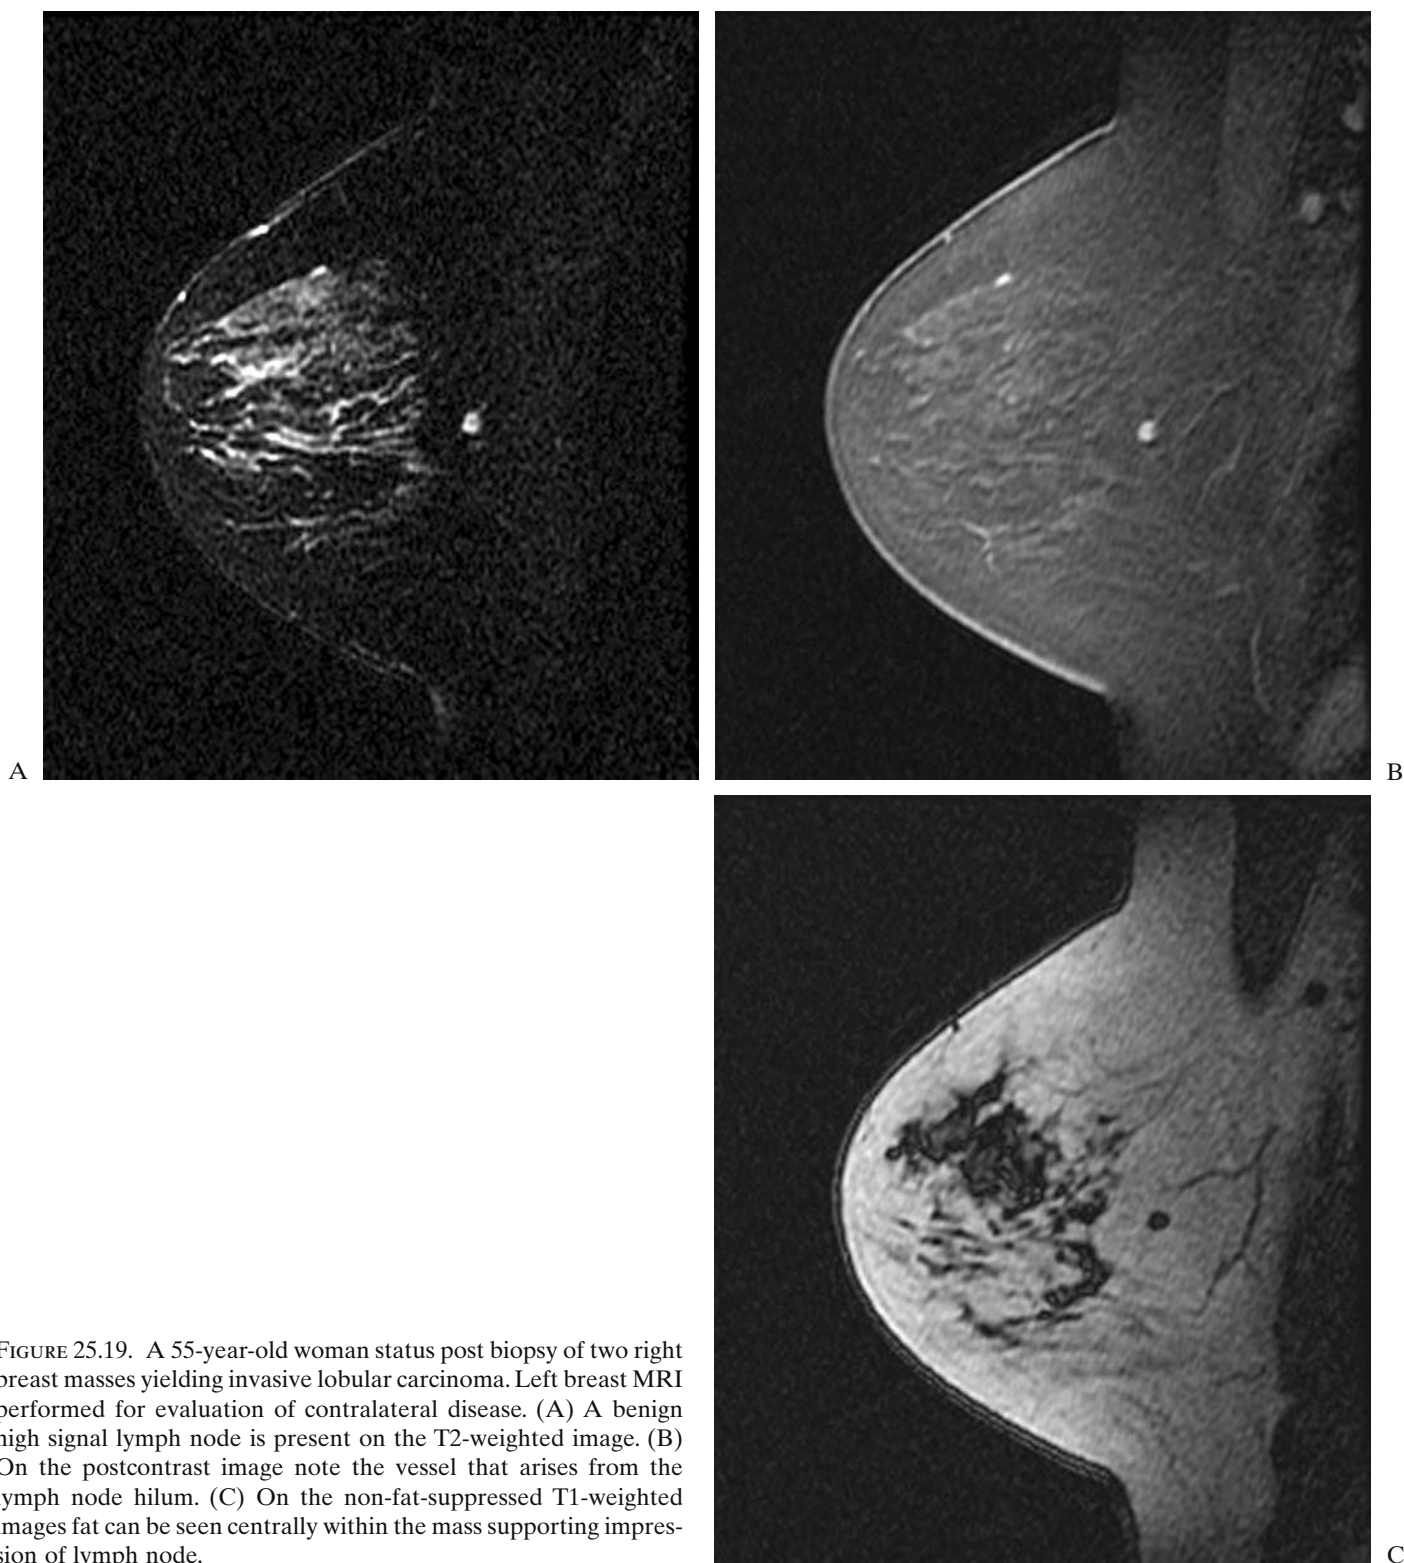 A
B
FIGURE 25.19. A 55-year-old woman status post biopsy of two right
breast masses yielding invasive lobular carcinoma. Left breast MRI
performed for evaluation of contralateral disease. (A) A benign
high signal lymph node is present on the T2-weighted image. (B)
On the postcontrast image note the vessel that arises from the
lymph node hilum. (C) On the non-fat-suppressed T1-weighted
images fat can be seen centrally within the mass supporting impres-
sion of lymph node.
C